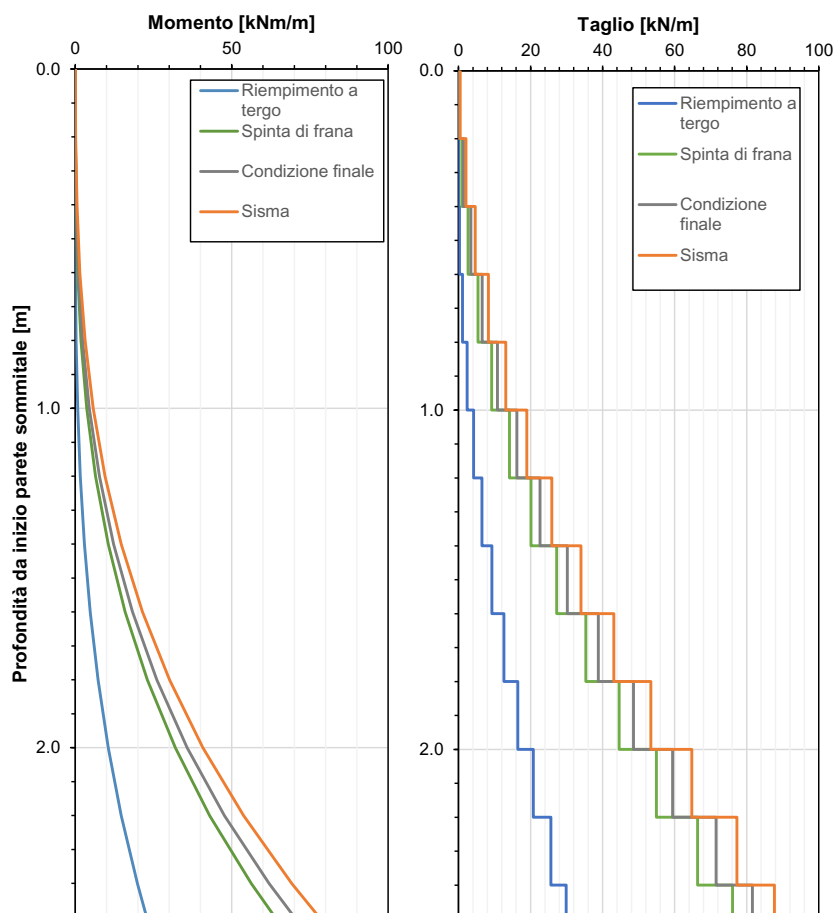 Momento [kNm/m]
0
50
100
0.0
1.0
2.0
Profondità da inizio parete sommitale [m]
Riempimento a
tergo
Spinta di frana
Condizione finale
Sisma
Taglio [kN/m]
0
20
40
60
80
100
0.0
1.0
2.0
Riempimento a
tergo
Spinta di frana
Condizione
finale
Sisma